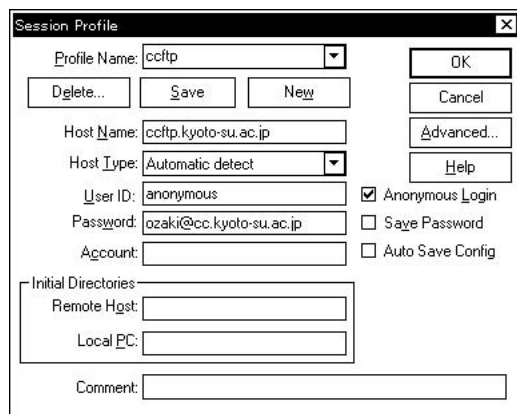 Session Profile
Profile Name: ccftp
OK
Delete... Save New
Cancel
Host Name: ccftp.kyoto-su.ac.jp
Advanced...
Host Type: Automatic detect
Help
User ID: anonymous
Anonymous Login
Password: ozaki@cc.kyoto-su.ac.jp
Save Password
Account:
Auto Save Config
Initial Directories
Remote Host:
Local PC:
Comment: